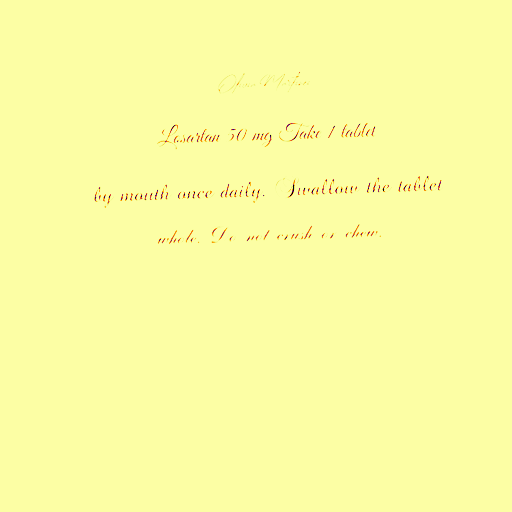 Losartan 50 mg Take 1 tablet
by mouth once daily. Swallow the tablet
whole. Do not crush or chew.